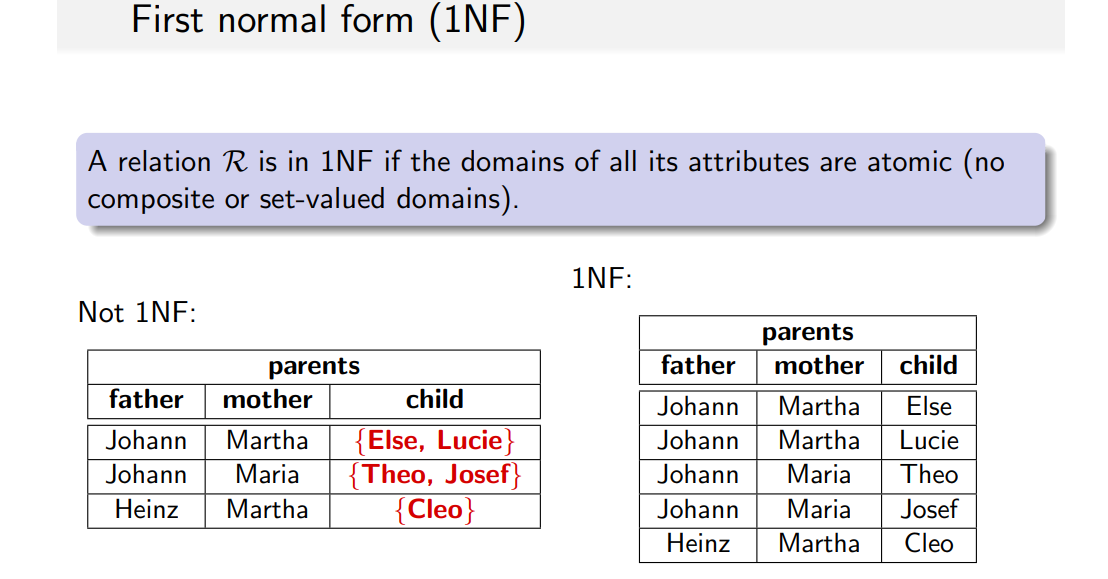 First normal form (1NF)
A relation ℛ is in 1NF if the domains of all its attributes are atomic (no
composite or set-valued domains).
Not 1NF:
parents
father mother child
Johann Martha {Else, Lucie}
Johann Maria {Theo, Josef}
Heinz Martha {Cleo}
1NF:
parents
father mother child
Johann Martha Else
Johann Martha Lucie
Johann Maria Theo
Johann Maria Josef
Heinz Martha Cleo